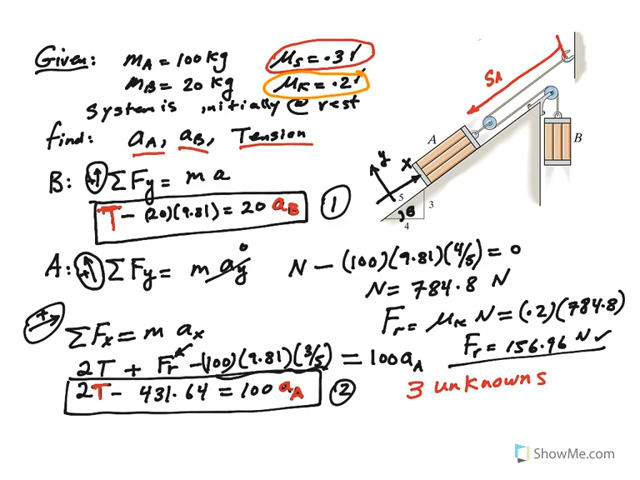 Given: mA = 100 kg μs = .3 ✓
mB = 20 kg μK = .2 ✓
System is initially @ rest
find: aA, aB, Tension
B: +↑ ΣFy = m a
T - (20)(9.81) = 20 aB 1
A: +↑ ΣFy = m ay 0 N - (100)(9.81)(4/5) = 0
N = 784.8 N
Fr = μK N = (.2)(784.8)
Fr = 156.96 N ✓
+→ ΣFx = m ax
2T + Fr - (100)(9.81)(3/5) = 100 aA
2T - 431.64 = 100 aA 2
3 unknowns
SA
A
B
y
x
5
3
θ
4
ShowMe.com